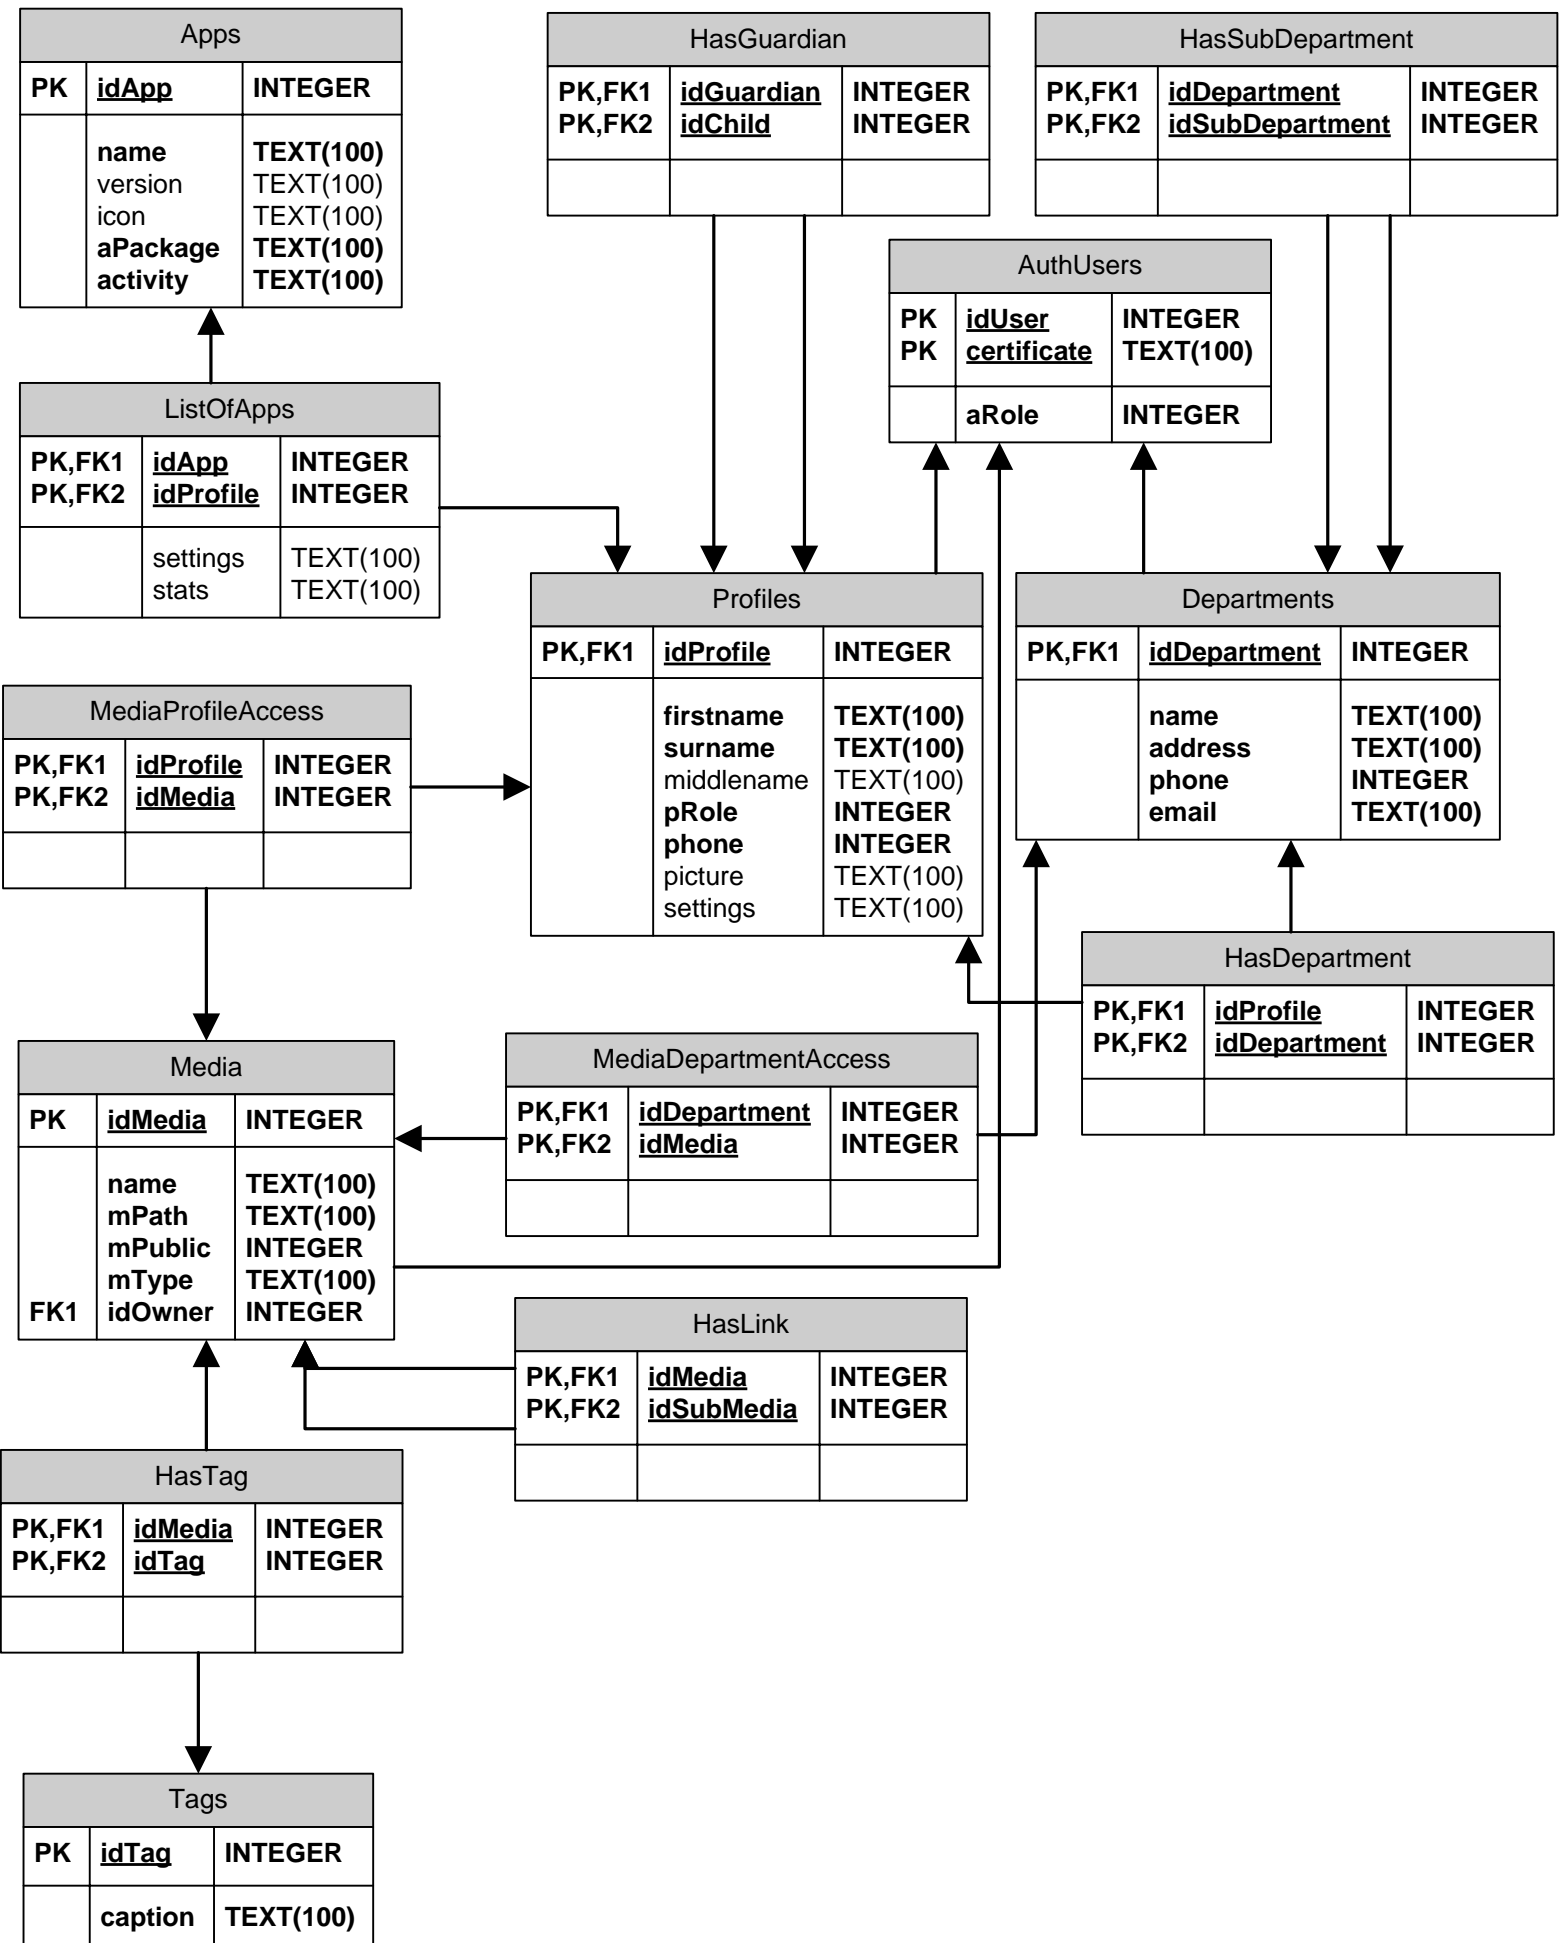 Apps
PK idApp INTEGER
name TEXT(100)
version TEXT(100)
icon TEXT(100)
aPackage TEXT(100)
activity TEXT(100)
HasGuardian
PK,FK1 idGuardian INTEGER
PK,FK2 idChild INTEGER
HasSubDepartment
PK,FK1 idDepartment INTEGER
PK,FK2 idSubDepartment INTEGER
AuthUsers
PK idUser INTEGER
PK certificate TEXT(100)
aRole INTEGER
ListOfApps
PK,FK1 idApp INTEGER
PK,FK2 idProfile INTEGER
settings TEXT(100)
stats TEXT(100)
Profiles
PK,FK1 idProfile INTEGER
firstname TEXT(100)
surname TEXT(100)
middlename TEXT(100)
pRole INTEGER
phone INTEGER
picture TEXT(100)
settings TEXT(100)
Departments
PK,FK1 idDepartment INTEGER
name TEXT(100)
address TEXT(100)
phone INTEGER
email TEXT(100)
MediaProfileAccess
PK,FK1 idProfile INTEGER
PK,FK2 idMedia INTEGER
HasDepartment
PK,FK1 idProfile INTEGER
PK,FK2 idDepartment INTEGER
Media
PK idMedia INTEGER
name TEXT(100)
mPath TEXT(100)
mPublic INTEGER
mType TEXT(100)
FK1 idOwner INTEGER
MediaDepartmentAccess
PK,FK1 idDepartment INTEGER
PK,FK2 idMedia INTEGER
HasLink
PK,FK1 idMedia INTEGER
PK,FK2 idSubMedia INTEGER
HasTag
PK,FK1 idMedia INTEGER
PK,FK2 idTag INTEGER
Tags
PK idTag INTEGER
caption TEXT(100)